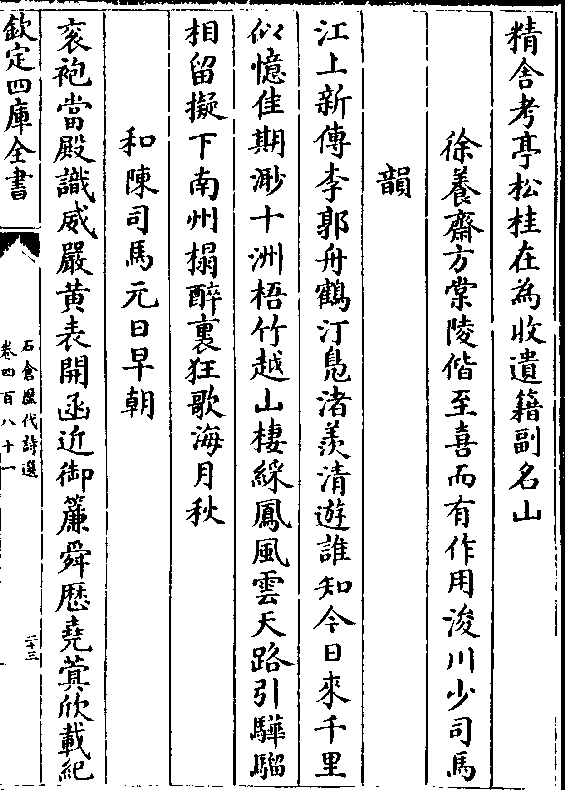 精舎考亭松桂在為收遺籍副名山
徐養齋方棠陵偕至喜而有作用浚川少司馬
韻
江上新傳李郭舟鶴汀鳬渚羨清遊誰知今日來千里
似憶佳期渺十洲梧竹越山棲綵鳳風雲天路引驊騮
相留擬下南州榻醉裏狂歌海月秋
和陳司馬元日早朝
衮袍當殿識威嚴黄表開函近御簾舜厯堯蓂欣載紀
欽定四庫全書
石倉歴代詩選
卷四百八十一
二十三